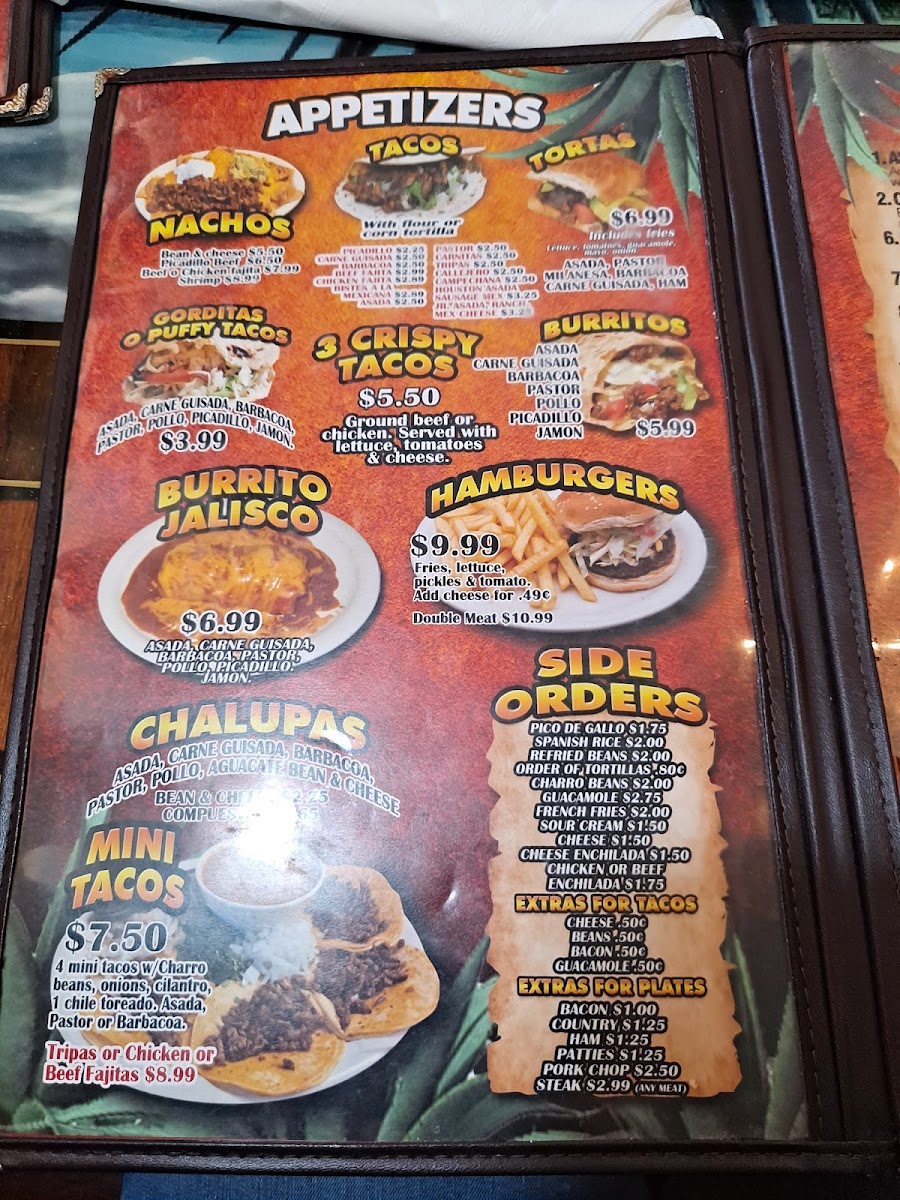 APPETIZERS
NACHOS
Bean & cheese $5.50
Picadillo/Beef $6.50
Beef o Chicken fajita $7.99
Shrimp $8.99
TACOS
With flour or
corn tortilla
PICADILLO $2.25
CARNE GUISADA $2.50
BARBACOA $2.50
BEEF FAJITA $2.99
CHICKEN FAJITA $2.89
BISTEK A LA
MEXICANA $2.89
ASADA $2.50
PASTOR $2.50
CARNITAS $2.50
TRIPAS $2.50
CALLEJERO $2.50
CAMPECHANA $2.50
HOUSTON ASADA
SAUSAGE MEX $3.25
JR.(ASADA, RANCH)
MEX CHEESE $3.25
TORTAS
$6.99
Includes fries
Lettuce, tomatoes, guacamole,
mayo, onion
ASADA, PASTOR
MILANESA, BARBACOA
CARNE GUISADA, HAM
GORDITAS
O PUFFY TACOS
ASADA, CARNE GUISADA, BARBACOA,
PASTOR, POLLO, PICADILLO, JAMON.
$3.99
3 CRISPY
TACOS
$5.50
Ground beef or
chicken. Served with
lettuce, tomatoes
& cheese.
BURRITOS
ASADA
CARNE GUISADA
BARBACOA
PASTOR
POLLO
PICADILLO
JAMON
$5.99
BURRITO
JALISCO
$6.99
ASADA, CARNE GUISADA,
BARBACOA, PASTOR,
POLLO,PICADILLO,
JAMON.
HAMBURGERS
$9.99
Fries, lettuce,
pickles & tomato.
Add cheese for .49¢
Double Meat $10.99
CHALUPAS
ASADA, CARNE GUISADA, BARBACOA,
PASTOR, POLLO, AGUACATE BEAN & CHEESE
BEAN &
MINI
TACOS
$7.50
4 mini tacos w/Charro
beans, onions, cilantro,
1 chile toreado. Asada,
Pastor or Barbacoa.
Tripas or Chicken or
Beef Fajitas $8.99
SIDE
ORDERS
PICO DE GALLO $1.75
SPANISH RICE $2.00
REFRIED BEANS $2.00
ORDER OF TORTILLAS .80¢
CHARRO BEANS $2.00
GUACAMOLE $2.75
FRENCH FRIES $2.00
SOUR CREAM $1.50
CHEESE $1.50
CHEESE ENCHILADA $1.50
CHICKEN OR BEEF
ENCHILADA $1.75
EXTRAS FOR TACOS
CHEESE .50¢
BEANS .50¢
BACON .50¢
GUACAMOLE .50¢
EXTRAS FOR PLATES
BACON $1.00
COUNTRY $1.25
HAM $1.25
PATTIES $1.25
PORK CHOP $2.50
STEAK $2.99 (ANY MEAT)